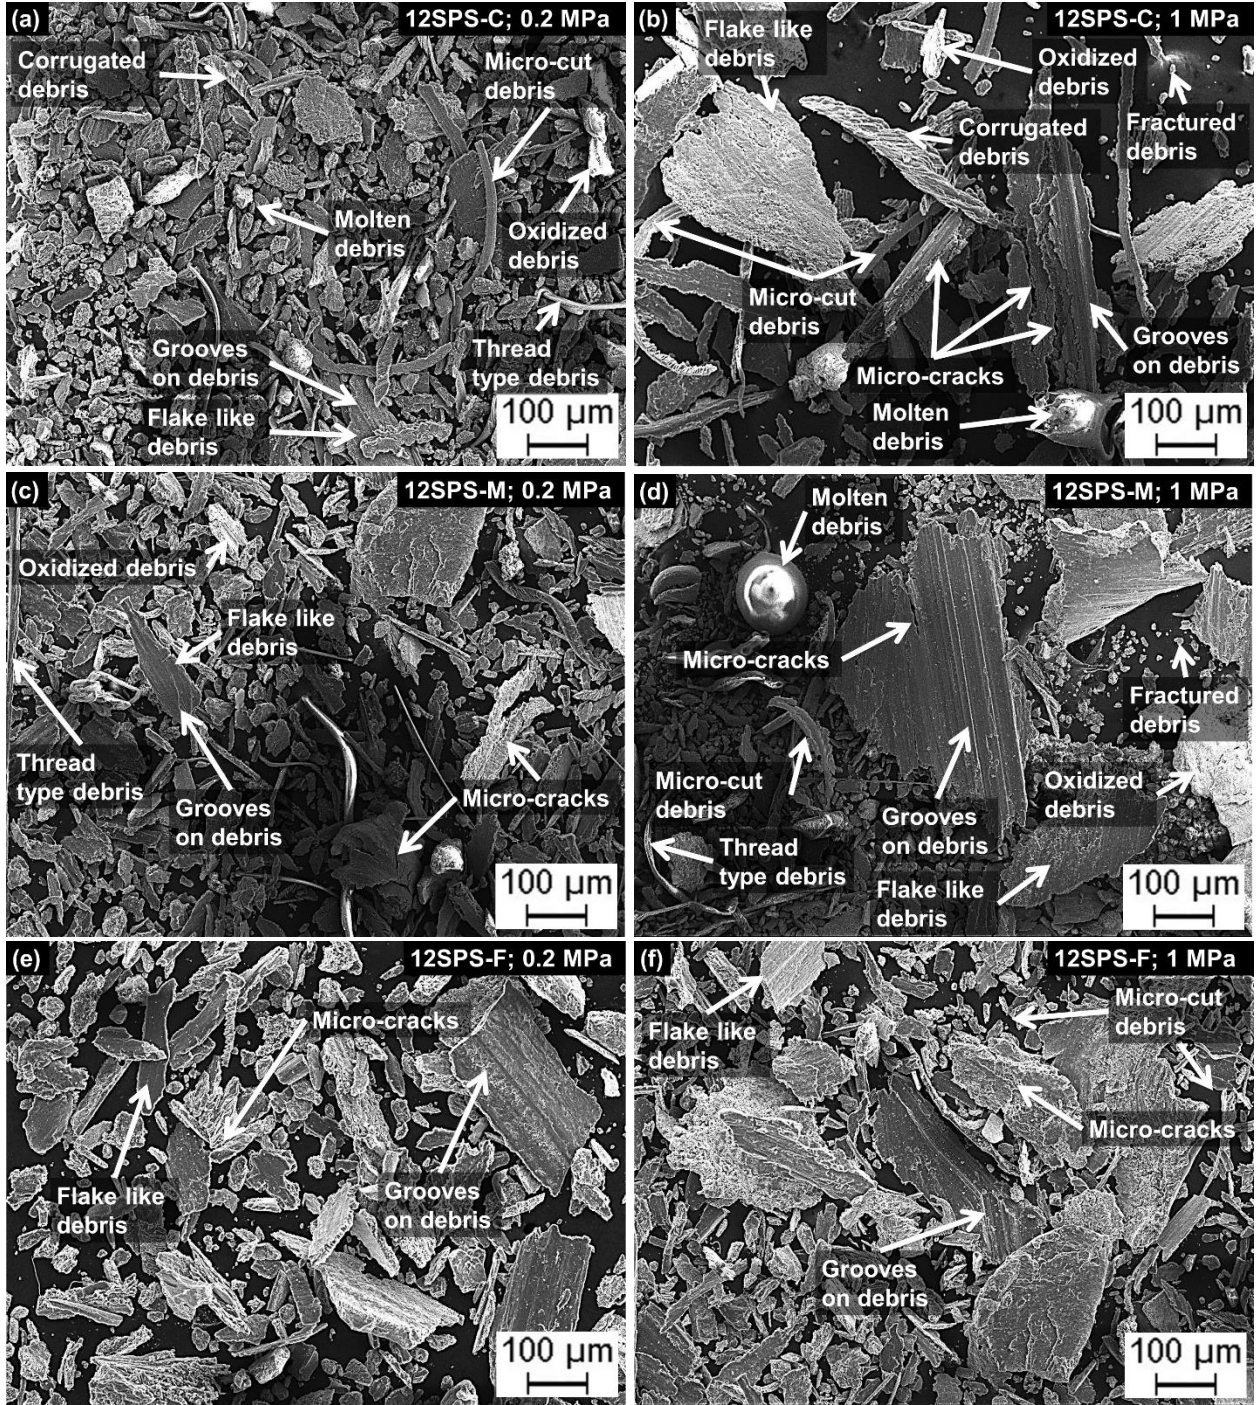 (a)
12SPS-C; 0.2 MPa
Corrugated
debris
Micro-cut
debris
Molten
debris
Oxidized
debris
Grooves
on debris
Thread
type debris
Flake like
debris
100 µm
(b)
12SPS-C; 1 MPa
Flake like
debris
Oxidized
debris
Corrugated
debris
Fractured
debris
Micro-cut
debris
Micro-cracks
Grooves
on debris
Molten
debris
100 µm
(c)
12SPS-M; 0.2 MPa
Oxidized debris
Flake like
debris
Thread
type debris
Grooves
on debris
Micro-cracks
100 µm
(d)
12SPS-M; 1 MPa
Molten
debris
Micro-cracks
Fractured
debris
Micro-cut
debris
Grooves
on debris
Oxidized
debris
Thread
type debris
Flake like
debris
100 µm
(e)
12SPS-F; 0.2 MPa
Micro-cracks
Flake like
debris
Grooves
on debris
100 µm
(f)
12SPS-F; 1 MPa
Flake like
debris
Micro-cut
debris
Micro-cracks
Grooves
on debris
100 µm